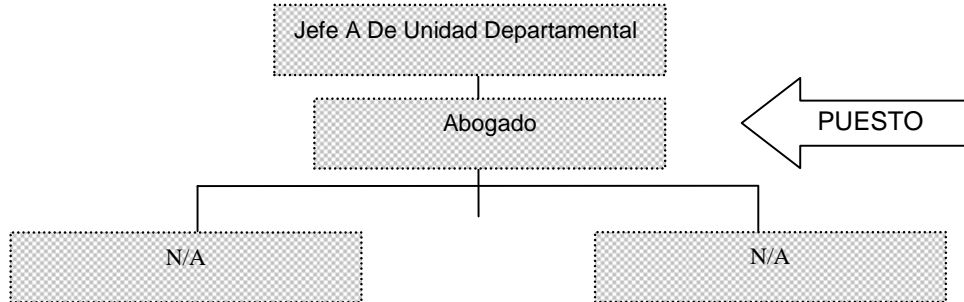 Jefe A De Unidad Departamental
Abogado
PUESTO
N/A
N/A